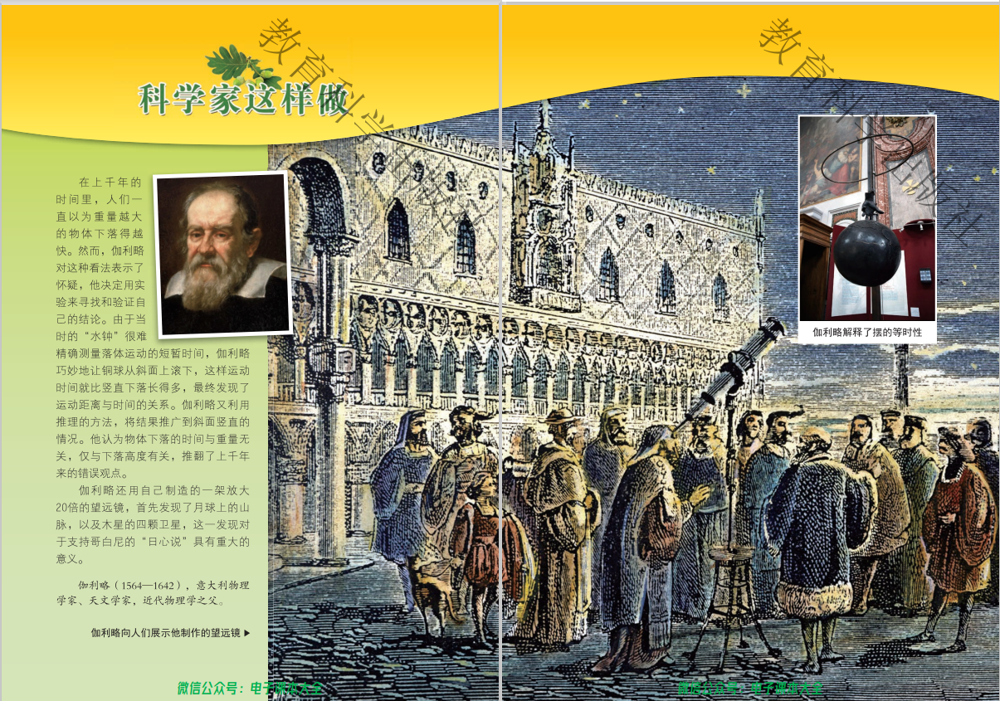 科学家这样做
在上千年的
时间里，人们一
直以为重量越大
的物体下落得越
快。然而，伽利略
对这种看法表示了
怀疑，他决定用实
验来寻找和验证自
己的结论。由于当
时的“水钟”很难
精确测量落体运动的短暂时间，伽利略
巧妙地让铜球从斜面上滚下，这样运动
时间就比竖直下落长得多，最终发现了
运动距离与时间的关系。伽利略又利用
推理的方法，将结果推广到斜面竖直的
情况。他认为物体下落的时间与重量无
关，仅与下落高度有关，推翻了上千年
来的错误观点。
伽利略还用自己制造的一架放大
20倍的望远镜，首先发现了月球上的山
脉，以及木星的四颗卫星，这一发现对
于支持哥白尼的“日心说”具有重大的
意义。
伽利略（1564—1642），意大利物理
学家、天文学家，近代物理学之父。
伽利略向人们展示他制作的望远镜 ▶
伽利略解释了摆的等时性
教育科学出版社
教育科学出版社
微信公众号：电子课本大全
微信公众号：电子课本大全